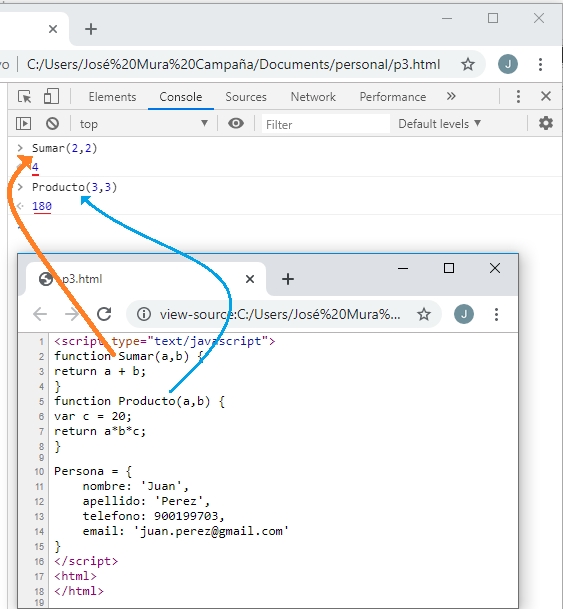 vo C:/Users/José%20Mura%20Campaña/Documents/personal/p3.html J
Elements Console Sources Network Performance
top Filter Default levels
> Sumar(2,2)
4
> Producto(3,3)
180
p3.html
view-source:C:/Users/José%20Mura%... J
1 <script type="text/javascript">
2 function Sumar(a,b) {
3 return a + b;
4 }
5 function Producto(a,b) {
6 var c = 20;
7 return a*b*c;
8 }
9
10 Persona = {
11 nombre: 'Juan',
12 apellido: 'Perez',
13 telefono: 900199703,
14 email: 'juan.perez@gmail.com'
15 }
16 </script>
17 <html>
18 </html>
19